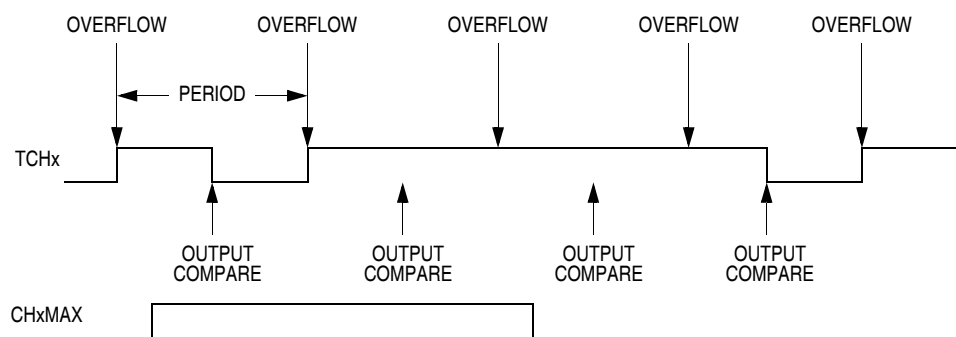 OVERFLOW OVERFLOW OVERFLOW OVERFLOW OVERFLOW
PERIOD
TCHx
OUTPUT OUTPUT OUTPUT OUTPUT
COMPARE COMPARE COMPARE COMPARE
CHxMAX